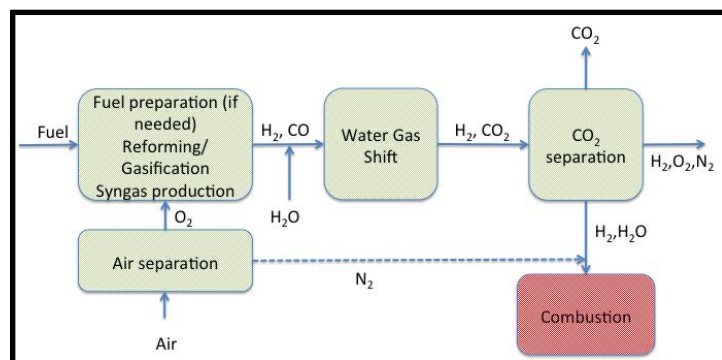 CO2
Fuel
Fuel preparation (if
needed)
Reforming/
Gasification
Syngas production
H2, CO
H2O
Water Gas
Shift
H2, CO2
CO2
separation
H2,O2,N2
O2
H2,H2O
Air separation
N2
Combustion
Air